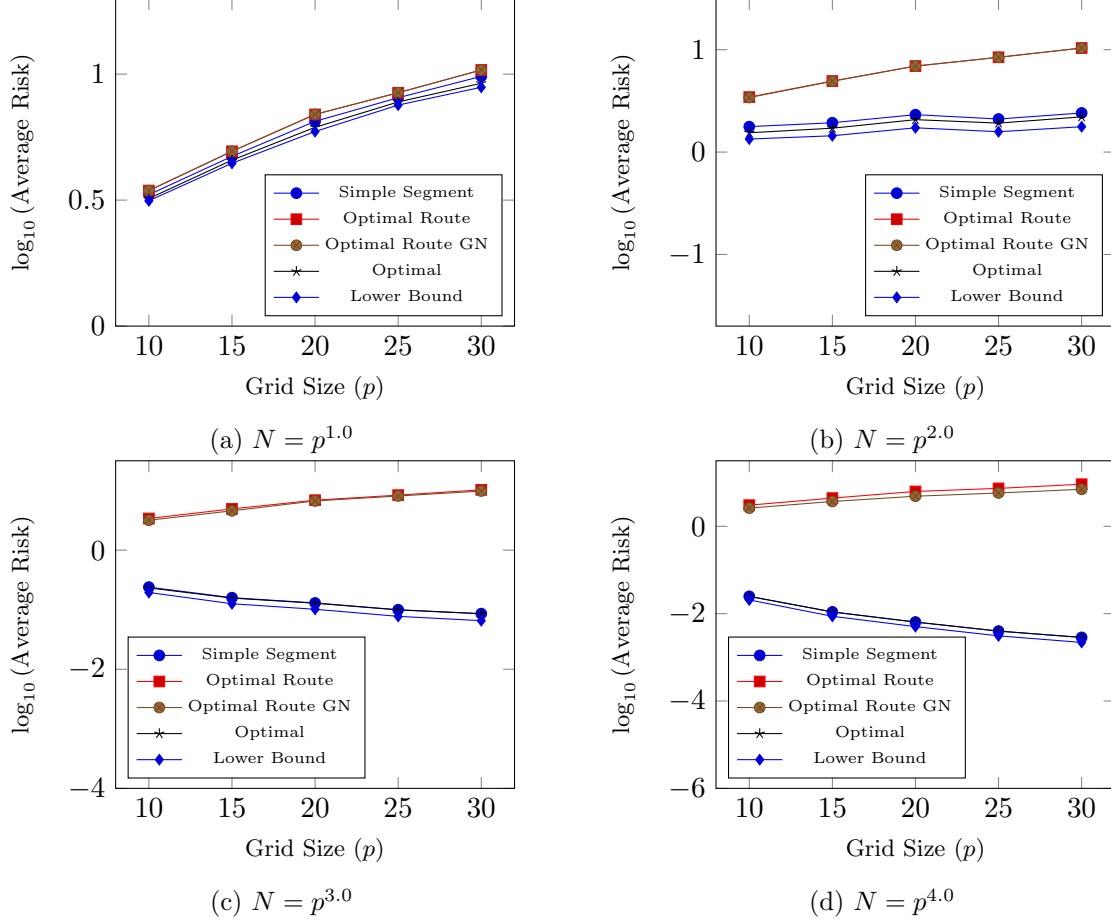 log10 (Average Risk)
1
0.5
0
Simple Segment
Optimal Route
Optimal Route GN
Optimal
Lower Bound
10 15 20 25 30
Grid Size (p)
(a) N = p^1.0
log10 (Average Risk)
1
0
−1
Simple Segment
Optimal Route
Optimal Route GN
Optimal
Lower Bound
10 15 20 25 30
Grid Size (p)
(b) N = p^2.0
log10 (Average Risk)
0
−2
−4
Simple Segment
Optimal Route
Optimal Route GN
Optimal
Lower Bound
10 15 20 25 30
Grid Size (p)
(c) N = p^3.0
log10 (Average Risk)
0
−2
−4
−6
Simple Segment
Optimal Route
Optimal Route GN
Optimal
Lower Bound
10 15 20 25 30
Grid Size (p)
(d) N = p^4.0